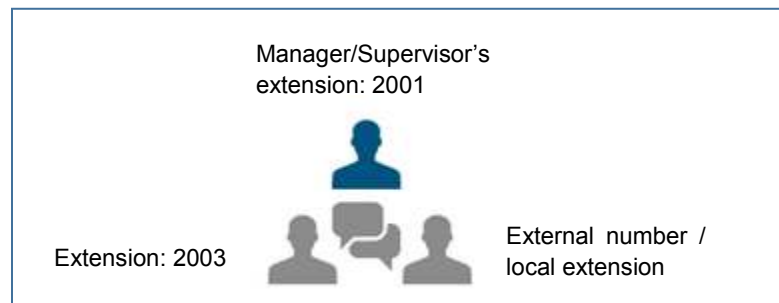 Manager/Supervisor’s
extension: 2001
Extension: 2003
External number /
local extension